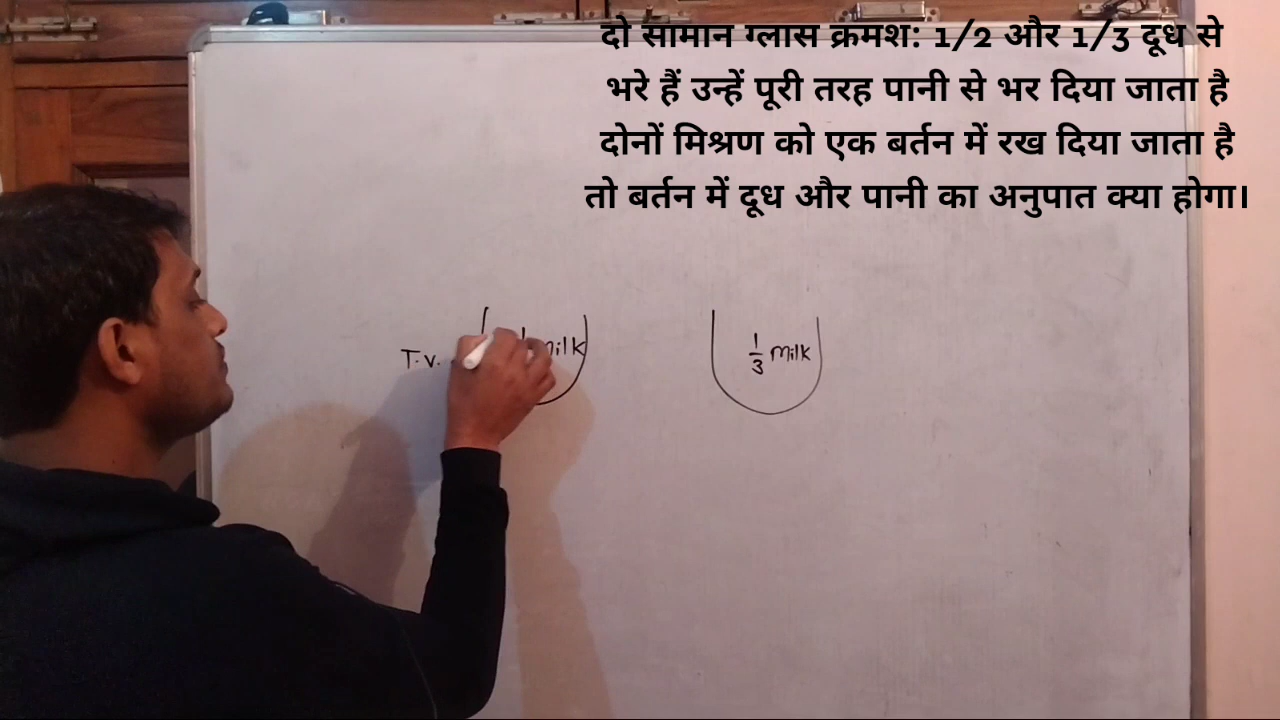 दो सामान ग्लास क्रमश: 1/2 और 1/3 दूध से
भरे हैं उन्हें पूरी तरह पानी से भर दिया जाता है
दोनों मिश्रण को एक बर्तन में रख दिया जाता है
तो बर्तन में दूध और पानी का अनुपात क्या होगा।
T.v. milk
1/3 milk